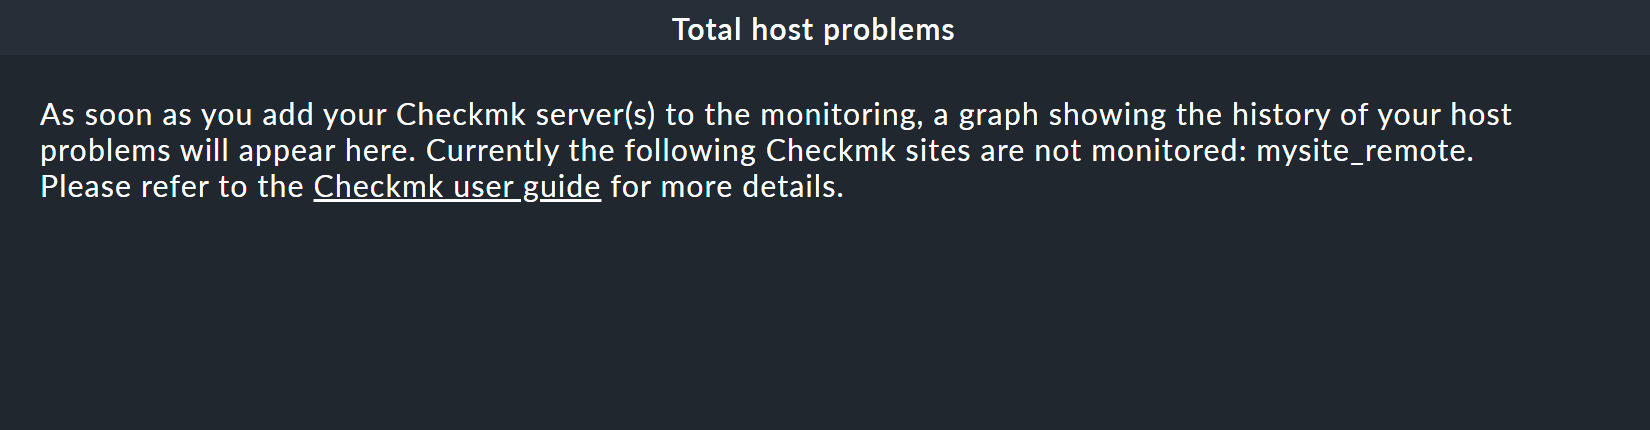 Total host problems
As soon as you add your Checkmk server(s) to the monitoring, a graph showing the history of your host
problems will appear here. Currently the following Checkmk sites are not monitored: mysite_remote.
Please refer to the Checkmk user guide for more details.